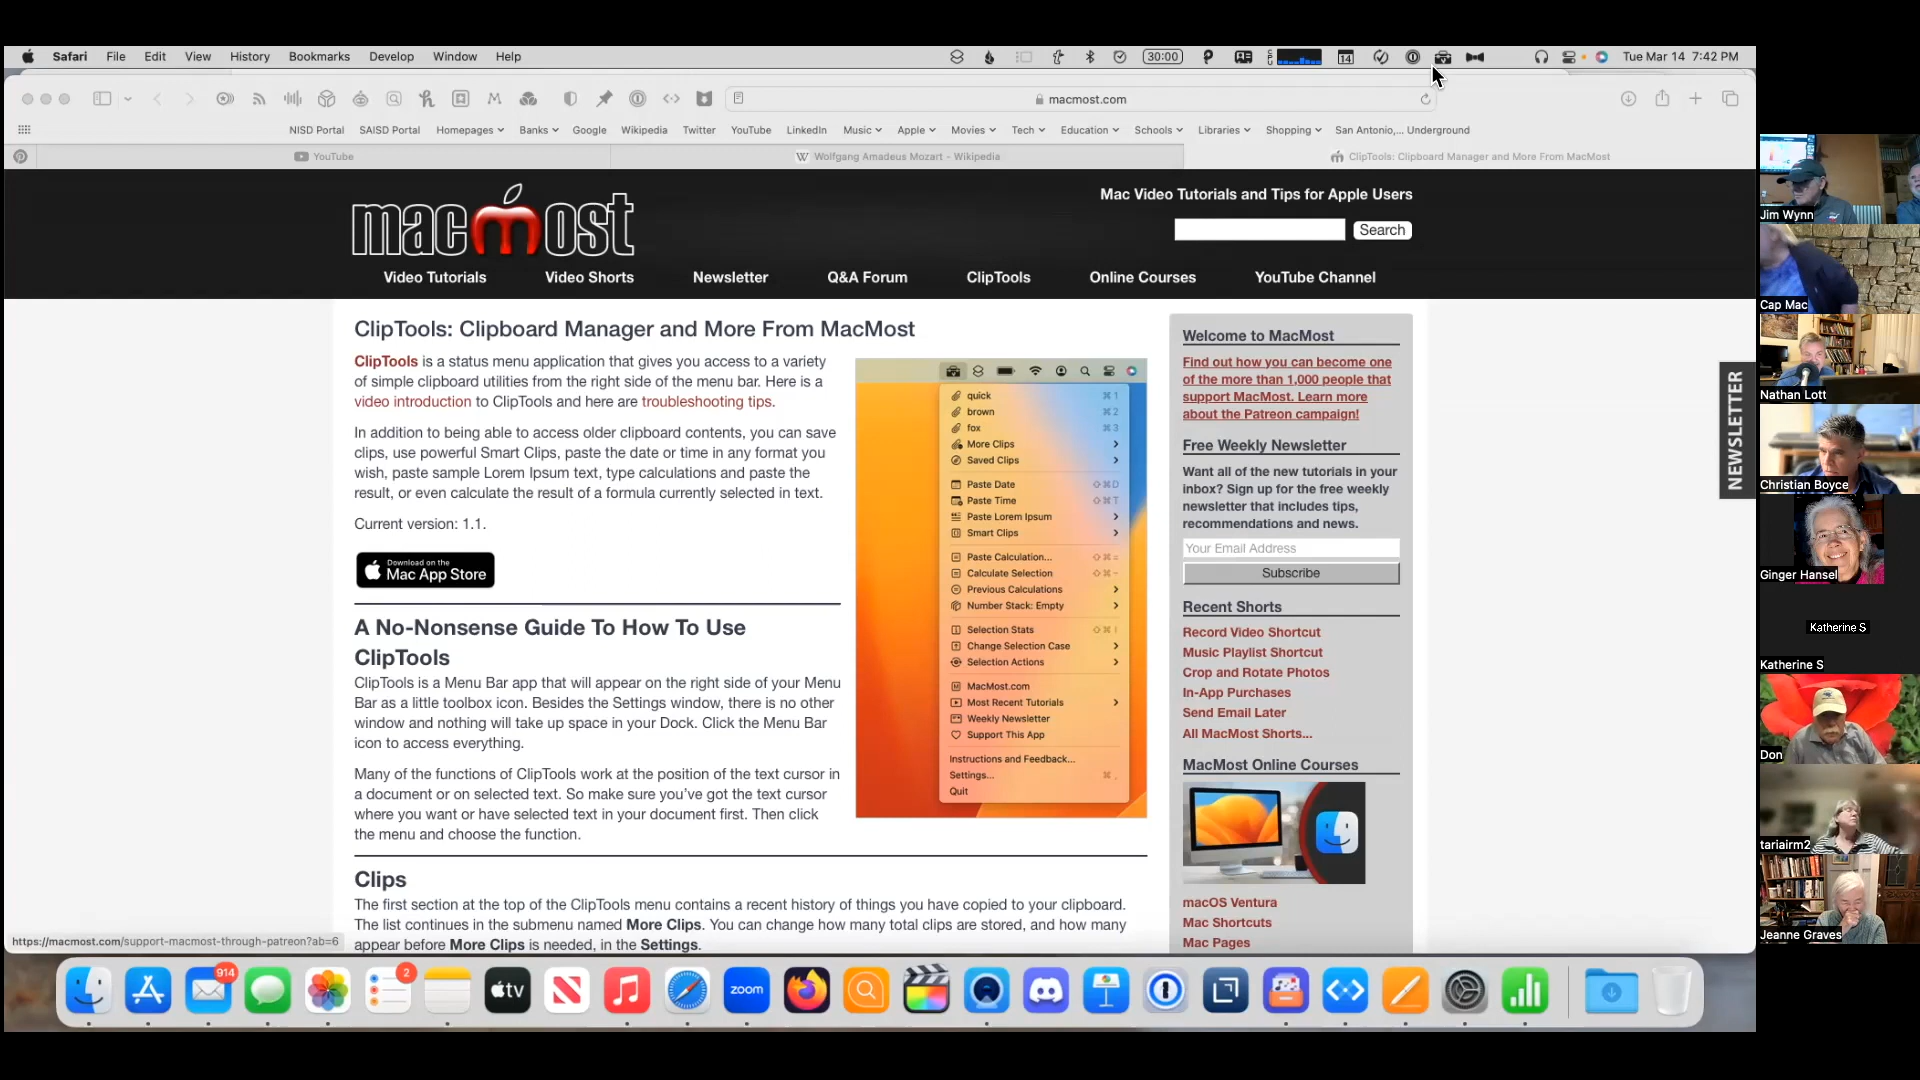 Safari File Edit View History Bookmarks Develop Window Help 30:00 14 Tue Mar 14 7:42 PM
macmost.com
NISD Portal SAISD Portal Homepages Banks Google Wikipedia Twitter YouTube LinkedIn Music Apple Movies Tech Education Schools Libraries Shopping San Antonio,... Underground
YouTube Wolfgang Amadeus Mozart - Wikipedia ClipTools: Clipboard Manager and More From MacMost
macmost
Mac Video Tutorials and Tips for Apple Users
Search
Video Tutorials Video Shorts Newsletter Q&A Forum ClipTools Online Courses YouTube Channel
ClipTools: Clipboard Manager and More From MacMost
ClipTools is a status menu application that gives you access to a variety
of simple clipboard utilities from the right side of the menu bar. Here is a
video introduction to ClipTools and here are troubleshooting tips.
In addition to being able to access older clipboard contents, you can save
clips, use powerful Smart Clips, paste the date or time in any format you
wish, paste sample Lorem Ipsum text, type calculations and paste the
result, or even calculate the result of a formula currently selected in text.
Current version: 1.1.
Download on the
Mac App Store
A No-Nonsense Guide To How To Use
ClipTools
ClipTools is a Menu Bar app that will appear on the right side of your Menu
Bar as a little toolbox icon. Besides the Settings window, there is no other
window and nothing will take up space in your Dock. Click the Menu Bar
icon to access everything.
Many of the functions of ClipTools work at the position of the text cursor in
a document or on selected text. So make sure you've got the text cursor
where you want or have selected text in your document first. Then click
the menu and choose the function.
quick ⌘1
brown ⌘2
fox ⌘3
More Clips
Saved Clips
Paste Date ⇧⌘D
Paste Time ⇧⌘T
Paste Lorem Ipsum
Smart Clips
Paste Calculation... ⇧⌘=
Calculate Selection ⇧⌘-
Previous Calculations
Number Stack: Empty
Selection Stats ⇧⌘I
Change Selection Case
Selection Actions
MacMost.com
Most Recent Tutorials
Weekly Newsletter
Support This App
Instructions and Feedback...
Settings... ⌘,
Quit
Clips
The first section at the top of the ClipTools menu contains a recent history of things you have copied to your clipboard.
The list continues in the submenu named More Clips. You can change how many total clips are stored, and how many
appear before More Clips is needed, in the Settings.
Welcome to MacMost
Find out how you can become one
of the more than 1,000 people that
support MacMost. Learn more
about the Patreon campaign!
Free Weekly Newsletter
Want all of the new tutorials in your
inbox? Sign up for the free weekly
newsletter that includes tips,
recommendations and news.
Your Email Address
Subscribe
Recent Shorts
Record Video Shortcut
Music Playlist Shortcut
Crop and Rotate Photos
In-App Purchases
Send Email Later
All MacMost Shorts...
MacMost Online Courses
macOS Ventura
Mac Shortcuts
Mac Pages
NEWSLETTER
https://macmost.com/support-macmost-through-patreon?ab=6
914
2
tv
zoom
Jim Wynn
Cap Mac
Nathan Lott
Christian Boyce
Ginger Hansel
Katherine S
Katherine S
Don
tariairm2
Jeanne Graves